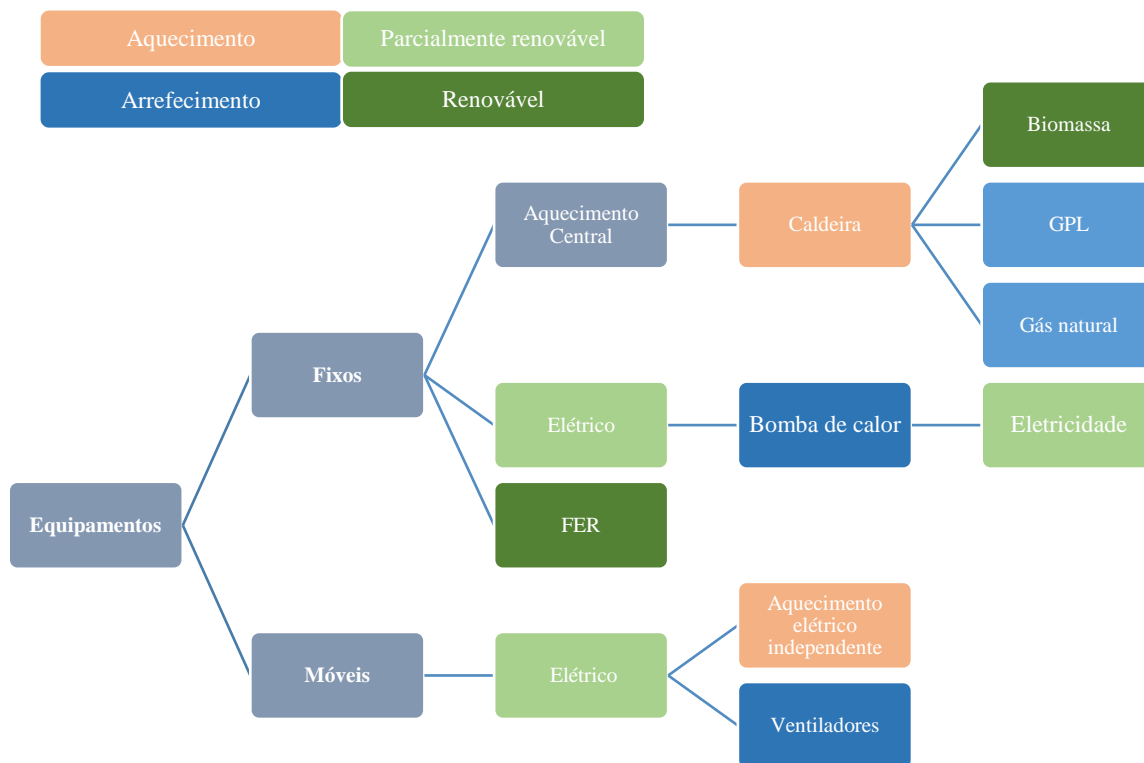 Aquecimento
Parcialmente renovável
Arrefecimento
Renovável
Biomassa
Aquecimento
Central
Caldeira
GPL
Gás natural
Fixos
Elétrico
Bomba de calor
Eletricidade
Equipamentos
FER
Aquecimento
elétrico
independente
Móveis
Elétrico
Ventiladores